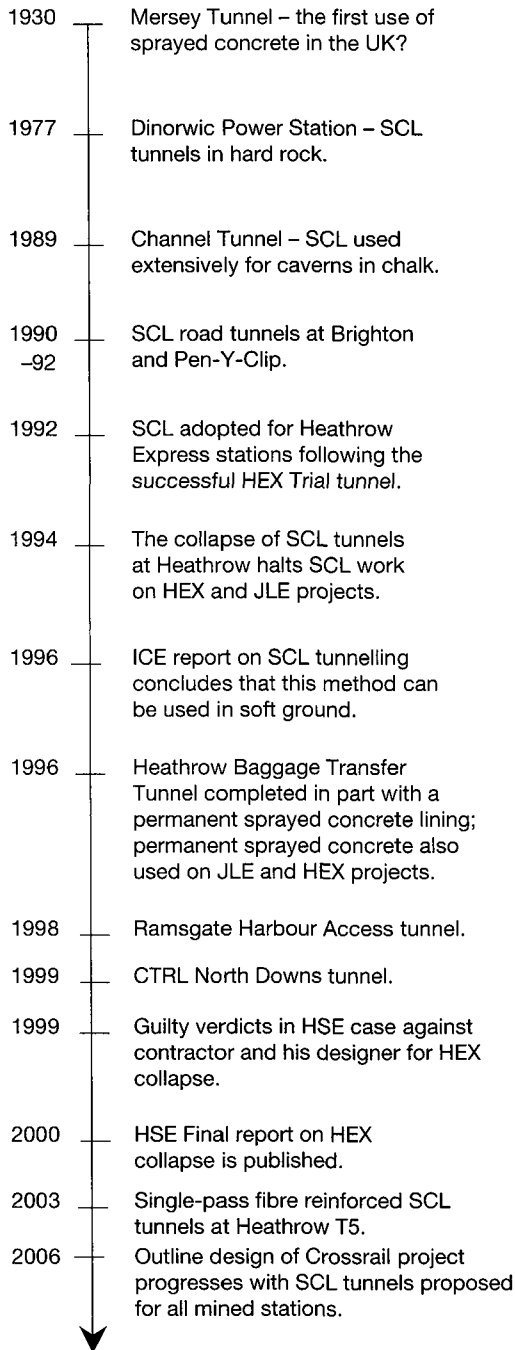 1930 Mersey Tunnel – the first use of
sprayed concrete in the UK?
1977 Dinorwic Power Station – SCL
tunnels in hard rock.
1989 Channel Tunnel – SCL used
extensively for caverns in chalk.
1990 SCL road tunnels at Brighton
–92 and Pen-Y-Clip.
1992 SCL adopted for Heathrow
Express stations following the
successful HEX Trial tunnel.
1994 The collapse of SCL tunnels
at Heathrow halts SCL work
on HEX and JLE projects.
1996 ICE report on SCL tunnelling
concludes that this method can
be used in soft ground.
1996 Heathrow Baggage Transfer
Tunnel completed in part with a
permanent sprayed concrete lining;
permanent sprayed concrete also
used on JLE and HEX projects.
1998 Ramsgate Harbour Access tunnel.
1999 CTRL North Downs tunnel.
1999 Guilty verdicts in HSE case against
contractor and his designer for HEX
collapse.
2000 HSE Final report on HEX
collapse is published.
2003 Single-pass fibre reinforced SCL
tunnels at Heathrow T5.
2006 Outline design of Crossrail project
progresses with SCL tunnels proposed
for all mined stations.